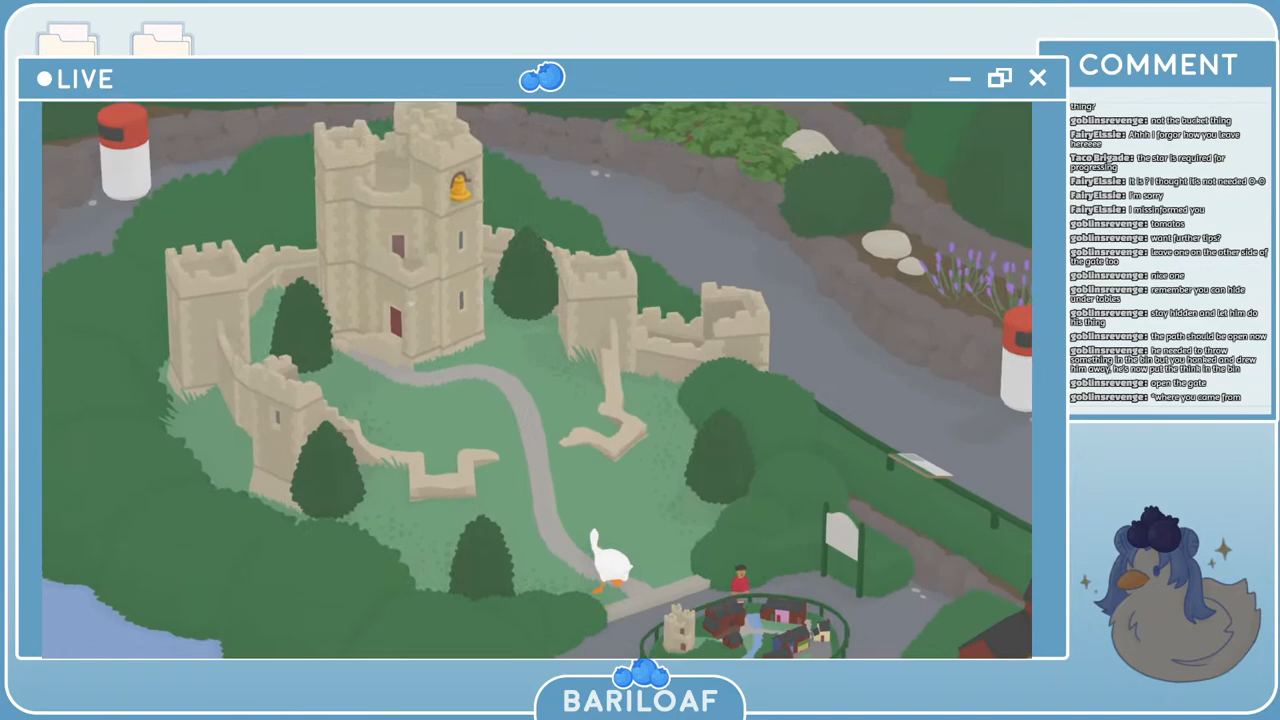 LIVE
COMMENT
thing?
goblinsrevenge: not the bucket thing
FairyElssie: Ahhh I forgor how you leave
hereeee
TacoBrigade: the star is required for
progressing
FairyElssie: It is ? I thought it's not needed O-O
FairyElssie: I'm sorry
FairyElssie: I missinformed you
goblinsrevenge: tomatos
goblinsrevenge: want further tips?
goblinsrevenge: leave one on the other side of
the gate too
goblinsrevenge: nice one
goblinsrevenge: remember you can hide
under tables
goblinsrevenge: stay hidden and let him do
his thing
goblinsrevenge: the path should be open now
goblinsrevenge: he needed to throw
something in the bin but you honked and drew
him away, he's now put the think in the bin
goblinsrevenge: open the gate
goblinsrevenge: *where you came from
BARILOAF